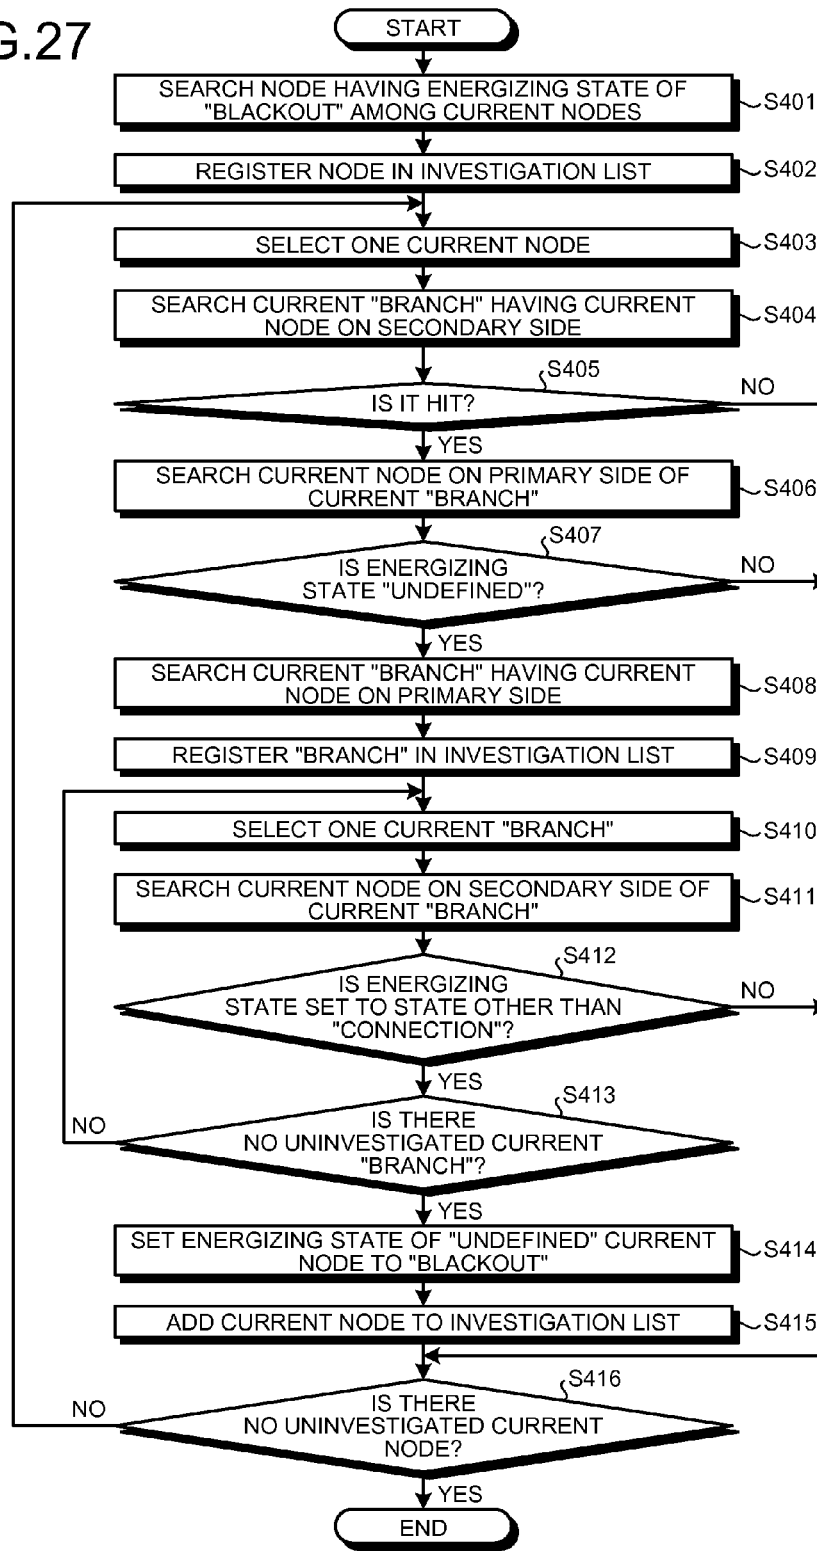 G.27
START
SEARCH NODE HAVING ENERGIZING STATE OF
"BLACKOUT" AMONG CURRENT NODES
S401
REGISTER NODE IN INVESTIGATION LIST
S402
SELECT ONE CURRENT NODE
S403
SEARCH CURRENT "BRANCH" HAVING CURRENT
NODE ON SECONDARY SIDE
S404
S405
IS IT HIT?
NO
YES
SEARCH CURRENT NODE ON PRIMARY SIDE OF
CURRENT "BRANCH"
S406
S407
IS ENERGIZING
STATE "UNDEFINED"?
NO
YES
SEARCH CURRENT "BRANCH" HAVING CURRENT
NODE ON PRIMARY SIDE
S408
REGISTER "BRANCH" IN INVESTIGATION LIST
S409
SELECT ONE CURRENT "BRANCH"
S410
SEARCH CURRENT NODE ON SECONDARY SIDE OF
CURRENT "BRANCH"
S411
S412
IS ENERGIZING
STATE SET TO STATE OTHER THAN
"CONNECTION"?
NO
YES
S413
IS THERE
NO UNINVESTIGATED CURRENT
"BRANCH"?
NO
YES
SET ENERGIZING STATE OF "UNDEFINED" CURRENT
NODE TO "BLACKOUT"
S414
ADD CURRENT NODE TO INVESTIGATION LIST
S415
S416
IS THERE
NO UNINVESTIGATED CURRENT
NODE?
NO
YES
END